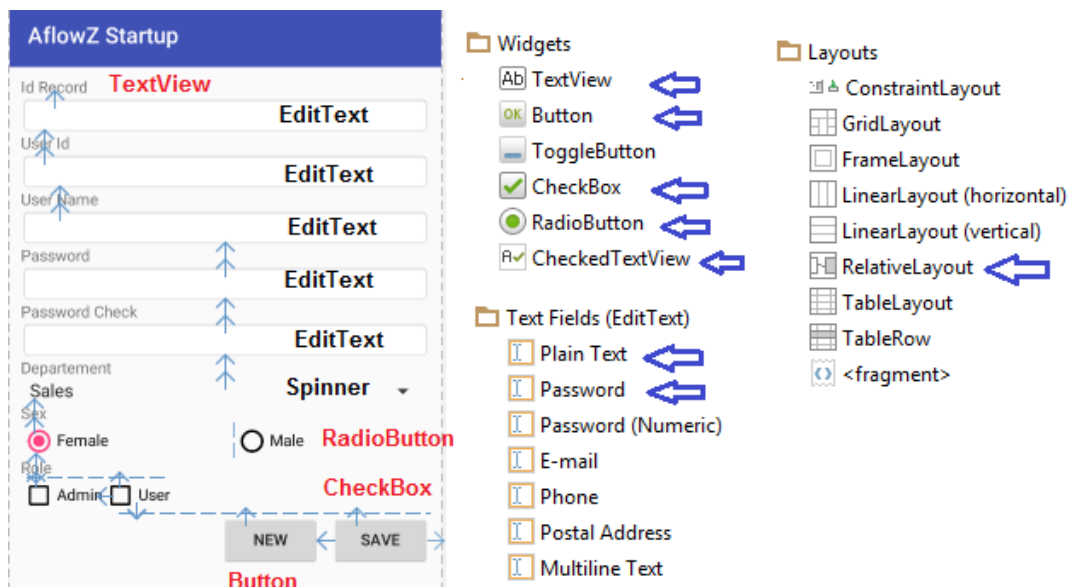 AflowZ Startup
Id Record TextView
EditText
User Id
EditText
User Name
EditText
Password
EditText
Password Check
EditText
Departement
Sales Spinner
Sex
Female Male RadioButton
Role
Admin User CheckBox
NEW SAVE
Button
Widgets
Ab TextView
OK Button
ToggleButton
CheckBox
RadioButton
CheckedTextView
Text Fields (EditText)
Plain Text
Password
Password (Numeric)
E-mail
Phone
Postal Address
Multiline Text
Layouts
ConstraintLayout
GridLayout
FrameLayout
LinearLayout (horizontal)
LinearLayout (vertical)
RelativeLayout
TableLayout
TableRow
<fragment>